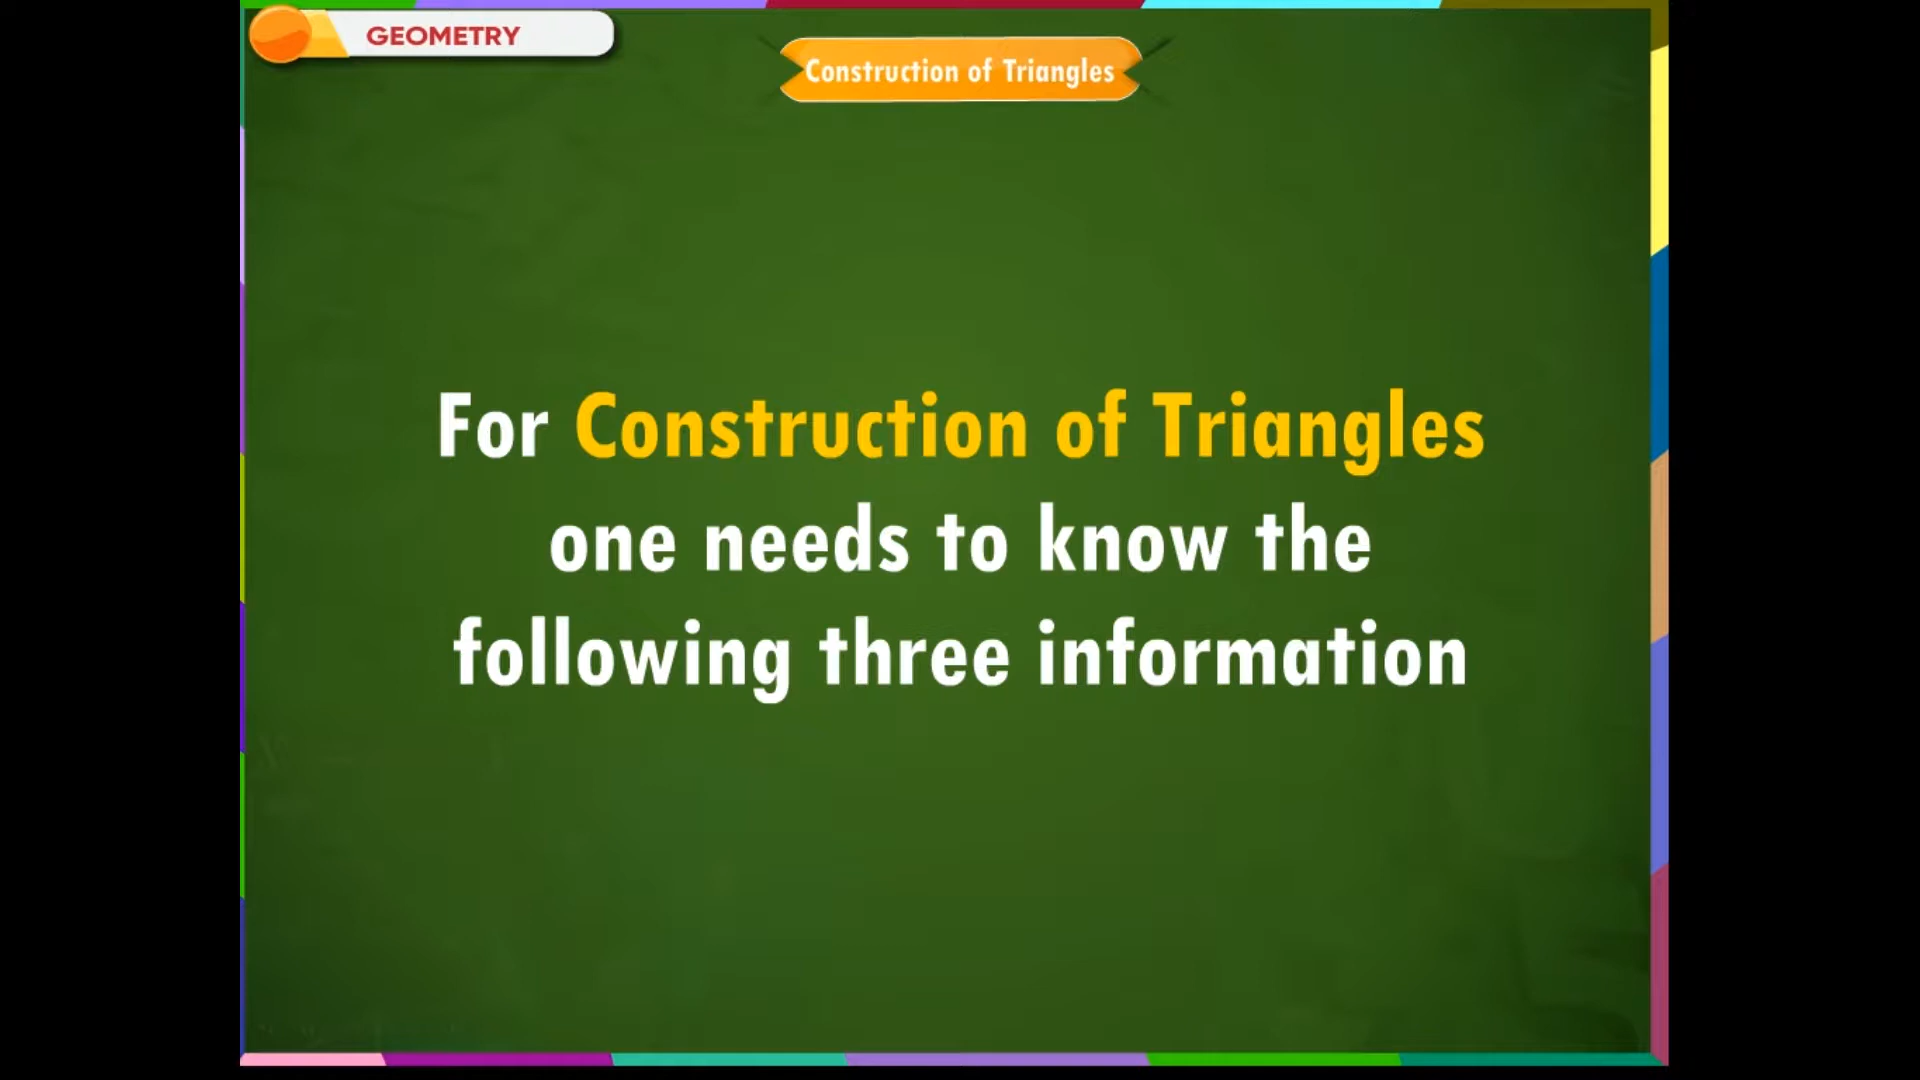 GEOMETRY
Construction of Triangles
For Construction of Triangles
one needs to know the
following three information